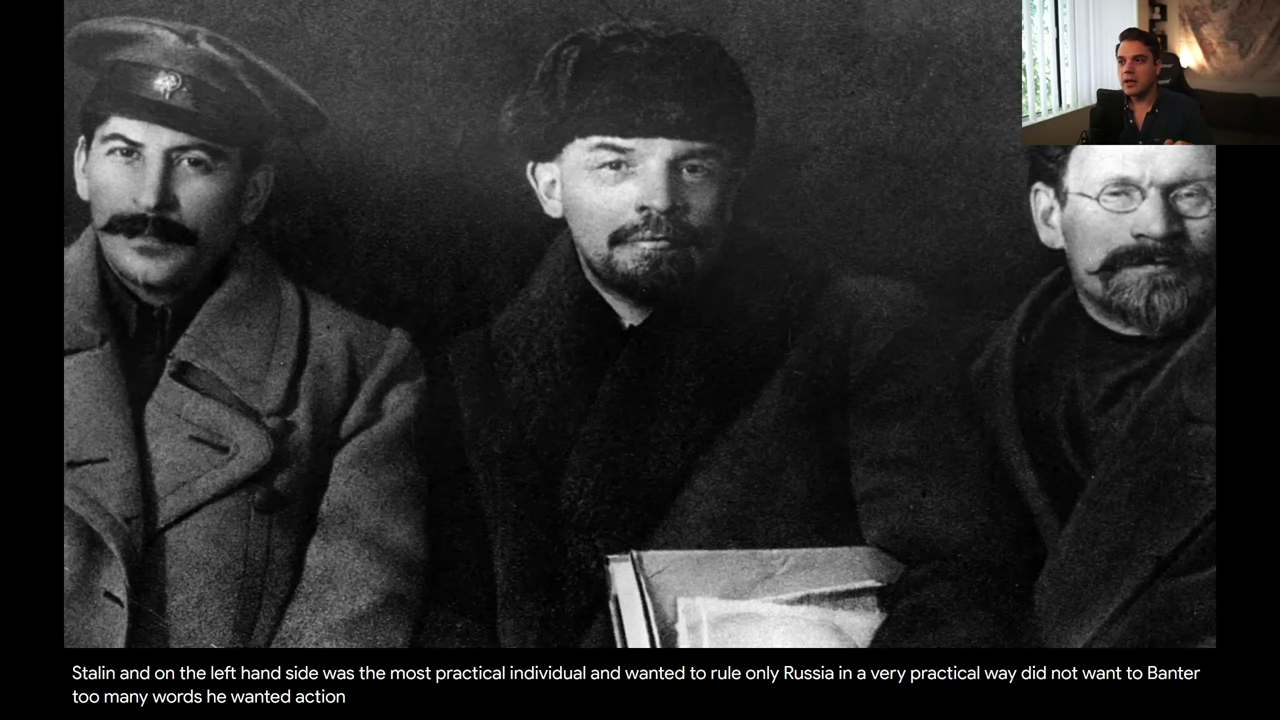 Stalin and on the left hand side was the most practical individual and wanted to rule only Russia in a very practical way did not want to Banter
too many words he wanted action